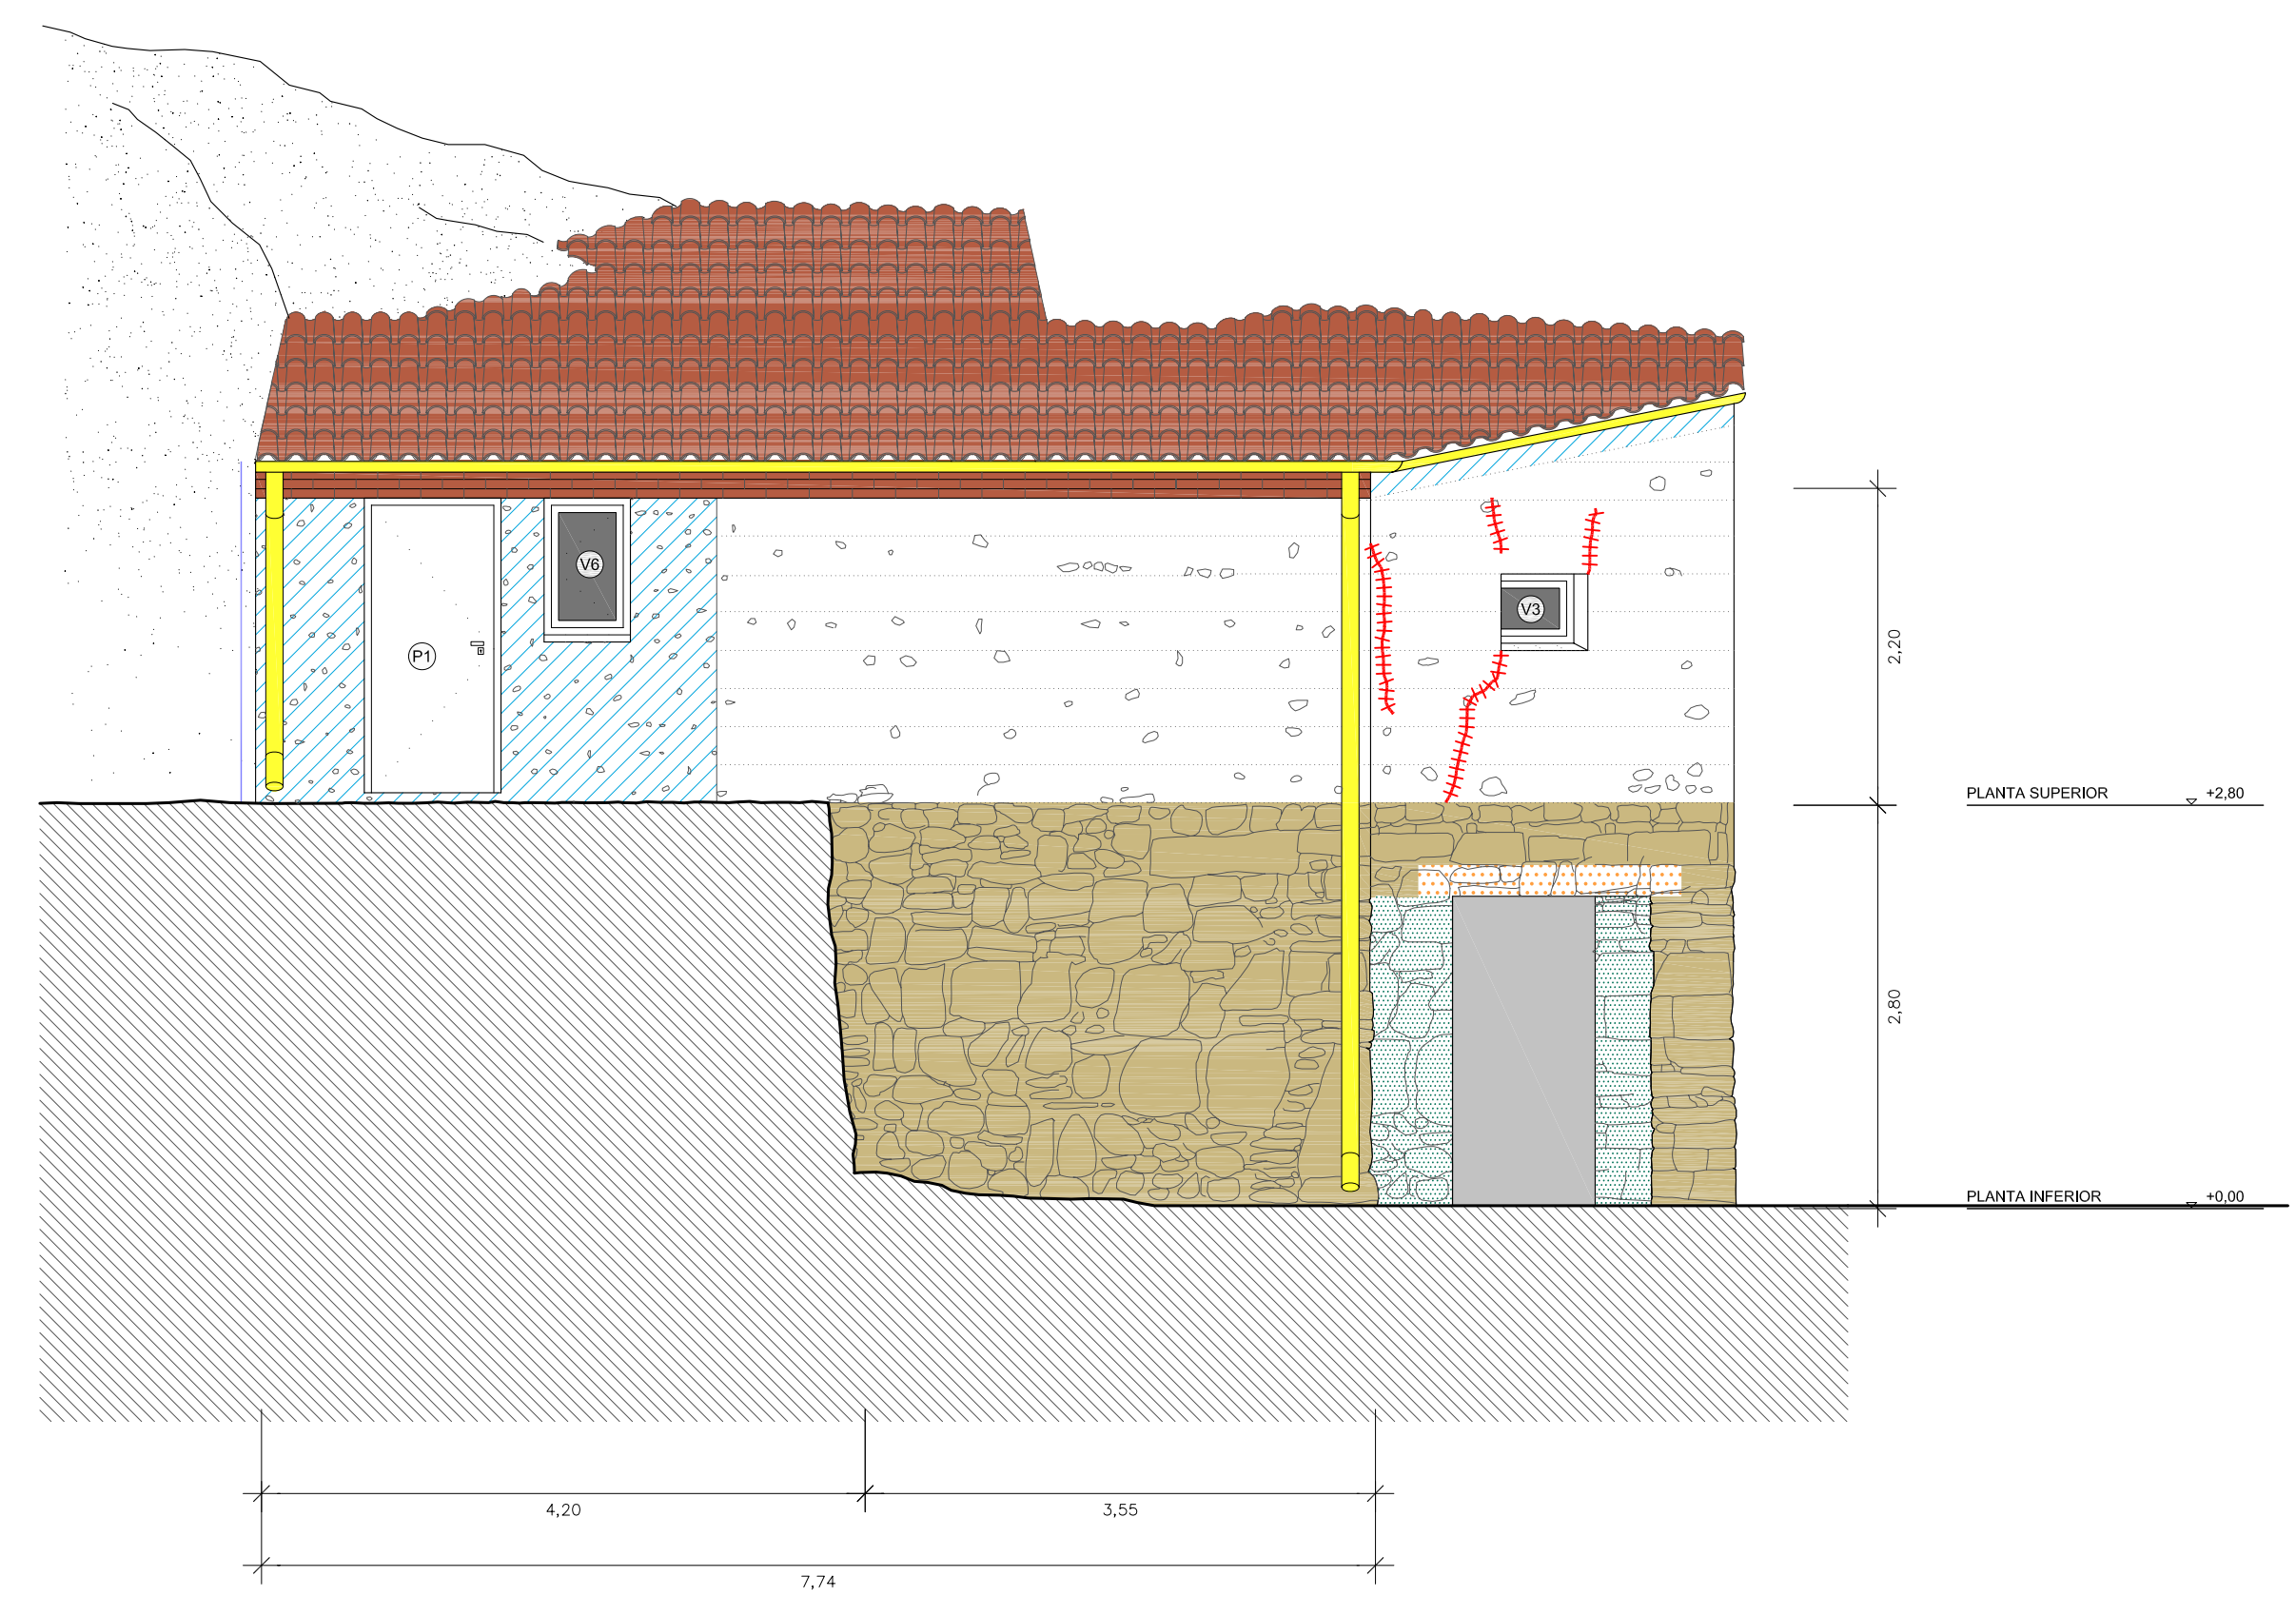 V6
V3
P1
2,20
PLANTA SUPERIOR +2,80
2,80
PLANTA INFERIOR +0,00
4,20
3,55
7,74